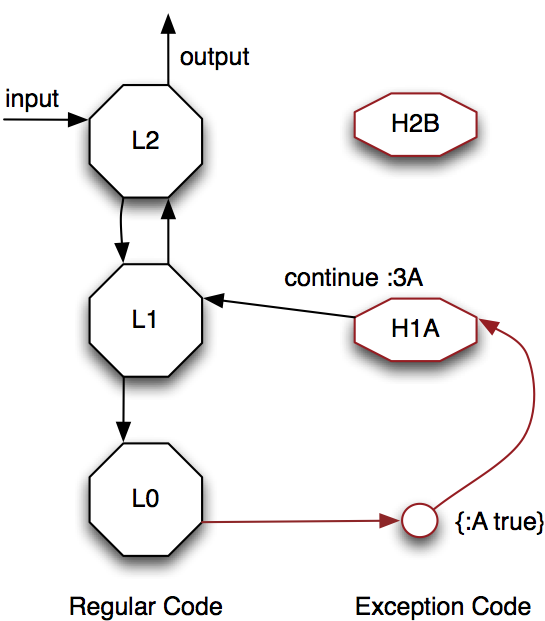 output
input
L2
H2B
continue :3A
L1
H1A
L0
{:A true}
Regular Code
Exception Code